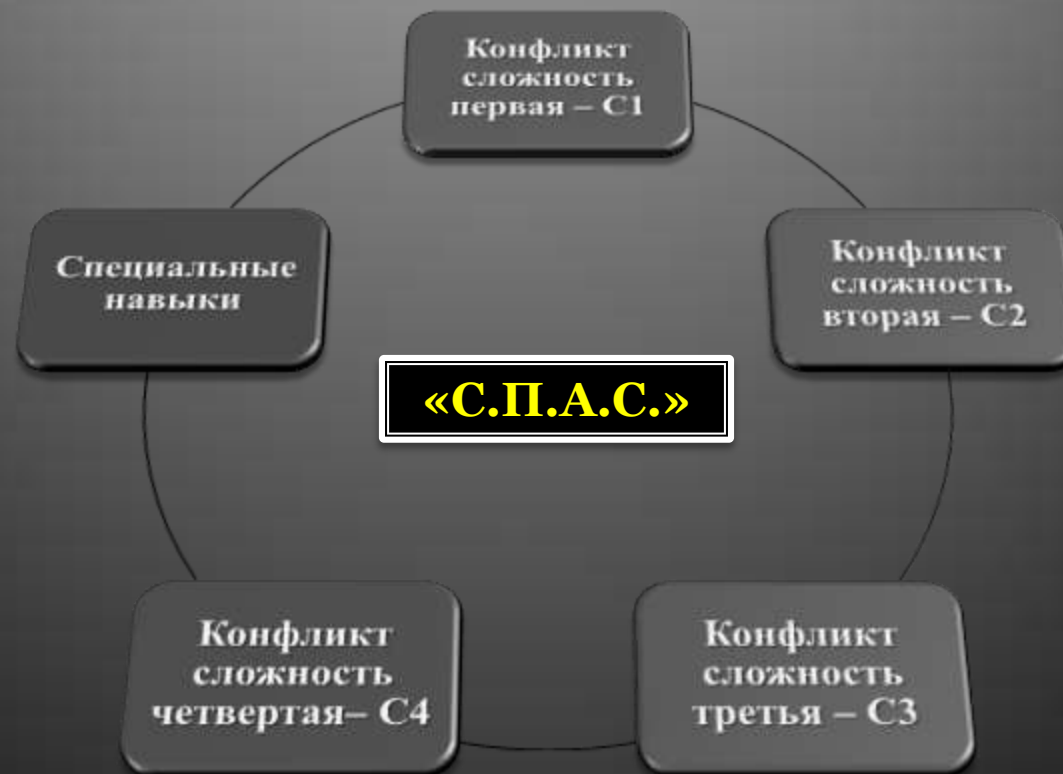 Конфликт
сложность
первая – С1
Конфликт
сложность
вторая – С2
Специальные
навыки
«С.П.А.С.»
Конфликт
сложность
четвертая– С4
Конфликт
сложность
третья – С3